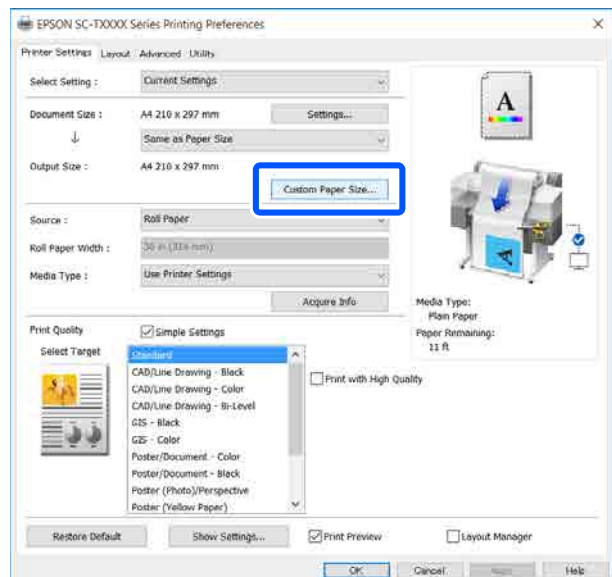 EPSON SC-TXXXX Series Printing Preferences
Printer Settings Layout Advanced Utility
Select Setting : Current Settings
Document Size : A4 210 x 297 mm Settings...
Same as Paper Size
Output Size : A4 210 x 297 mm
Custom Paper Size...
Source : Roll Paper
Roll Paper Width :
Media Type : Use Printer Settings
Acquire Info
A
A
Media Type:
Plain Paper
Paper Remaining:
11 ft
Print Quality Simple Settings
Select Target Standard
CAD/Line Drawing - Black
CAD/Line Drawing - Color
CAD/Line Drawing - Bi-Level
GIS - Black
GIS - Color
Poster/Document - Color
Poster/Document - Black
Poster (Photo)/Perspective
Poster (Yellow Paper)
Print with High Quality
Restore Default Show Settings... Print Preview Layout Manager
OK Cancel Help